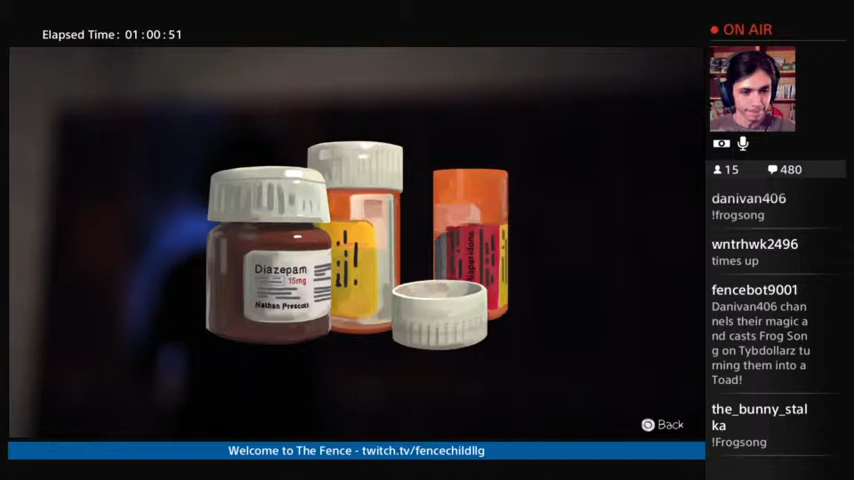 Elapsed Time: 01:00:51
ON AIR
15
480
danivan406
!frogsong
wntrhwk2496
times up
fencebot9001
Danivan406 chan
nels their magic a
nd casts Frog Son
g on Tybdollarz tu
rning them into a
Toad!
the_bunny_stal
ka
!Frogsong
Diazepam
15mg
Nathan Prescott
Risperidone
Back
Welcome to The Fence - twitch.tv/fencechildllg